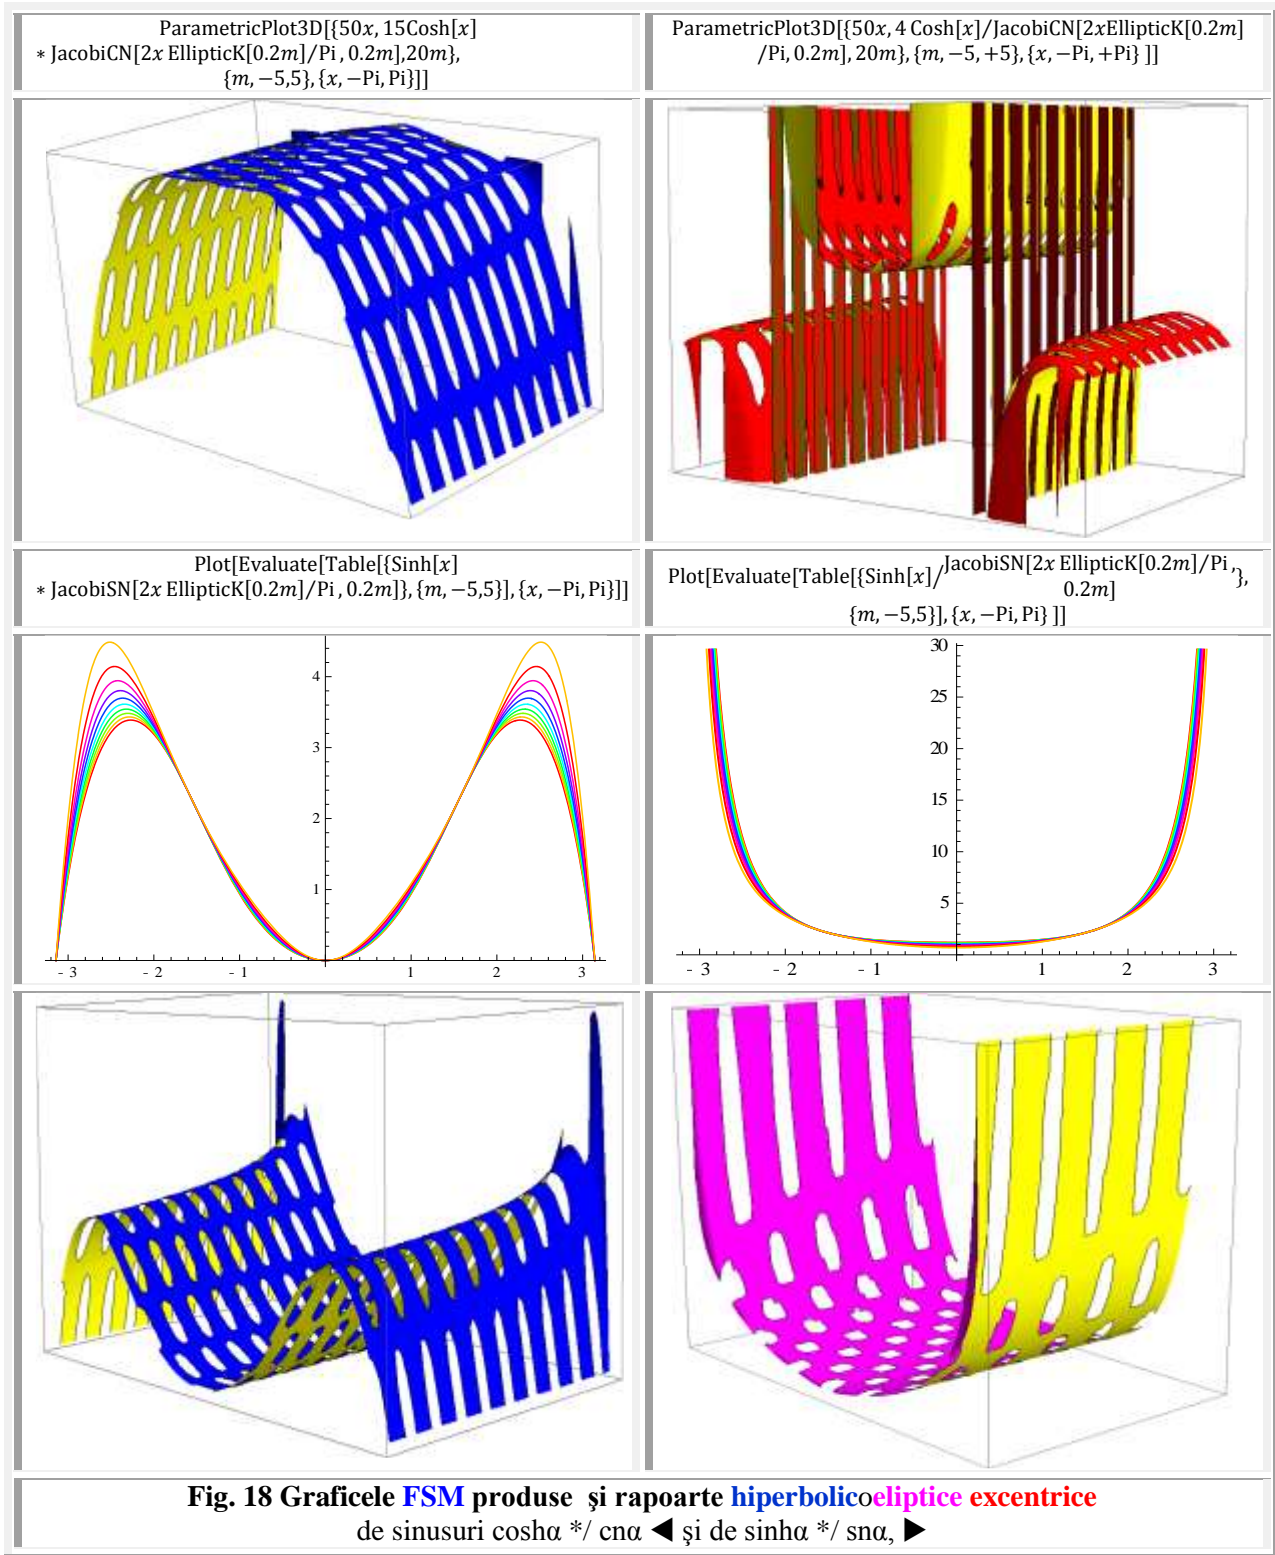 ParametricPlot3D[{50x, 15Cosh[x]
∗ JacobiCN[2x EllipticK[0.2m]/Pi , 0.2m],20m},
{m, −5,5}, {x, −Pi, Pi}]]
ParametricPlot3D[{50x, 4 Cosh[x]/JacobiCN[2xEllipticK[0.2m]
/Pi, 0.2m], 20m}, {m, −5, +5}, {x, −Pi, +Pi} ]]
Plot[Evaluate[Table[{Sinh[x]
∗ JacobiSN[2x EllipticK[0.2m]/Pi , 0.2m]}, {m, −5,5}], {x, −Pi, Pi}]]
Plot[Evaluate[Table[{Sinh[x]/JacobiSN[2x EllipticK[0.2m]/Pi ,
0.2m]
},
{m, −5,5}], {x, −Pi, Pi} ]]
4
3
2
1
- 3 - 2 - 1 1 2 3
30
25
20
15
10
5
- 3 - 2 - 1 1 2 3
Fig. 18 Graficele FSM produse şi rapoarte hiperbolicoeliptice excentrice
de sinusuri coshα */ cnα ◄ şi de sinhα */ snα, ►